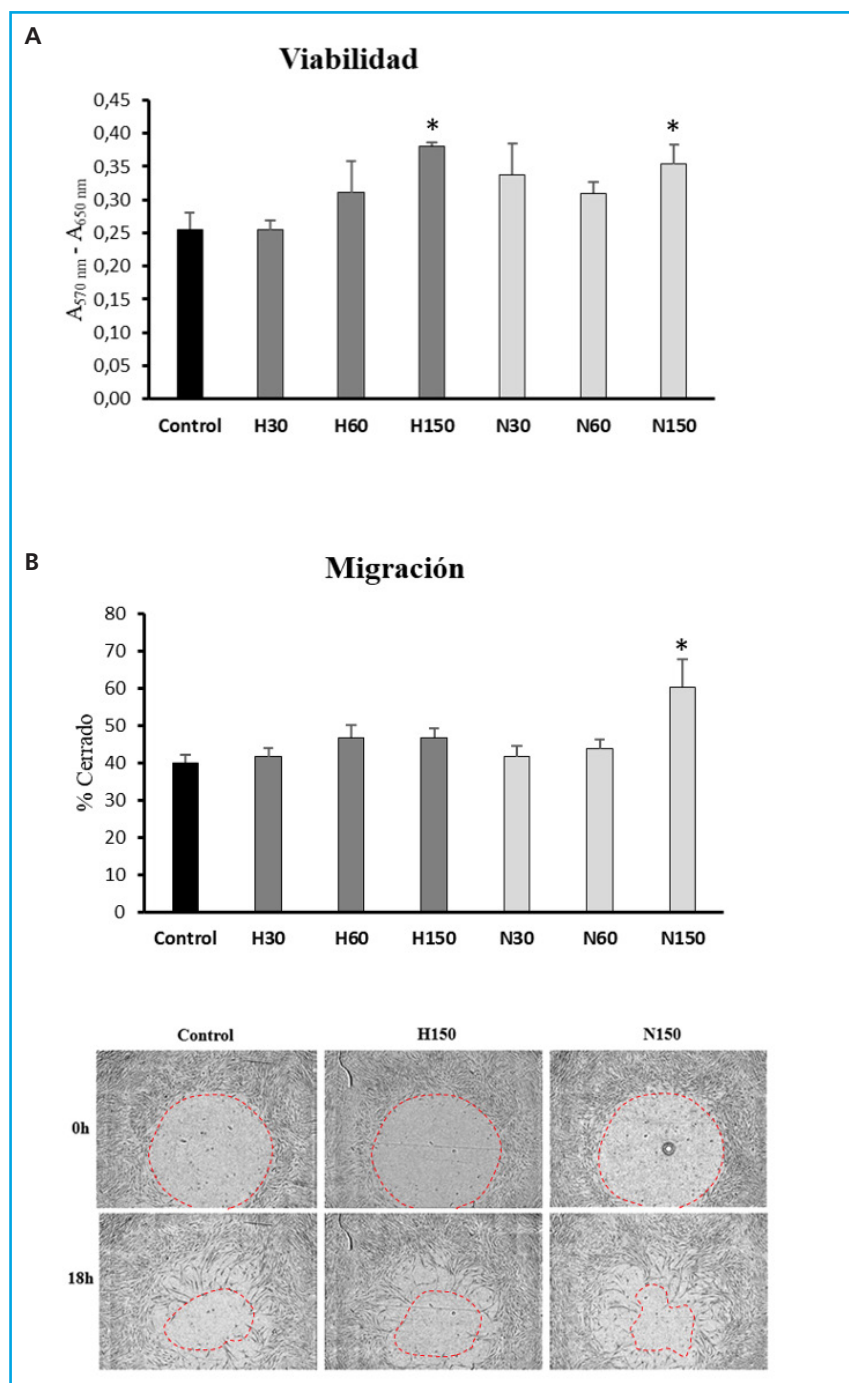 A
Viabilidad
0,45
0,40
0,35
0,30
0,25
0,20
0,15
0,10
0,05
0,00
A570 nm - A650 nm
* *
Control H30 H60 H150 N30 N60 N150
B
Migración
80
70
60
50
40
30
20
10
0
% Cerrado
*
Control H30 H60 H150 N30 N60 N150
Control H150 N150
0h
18h